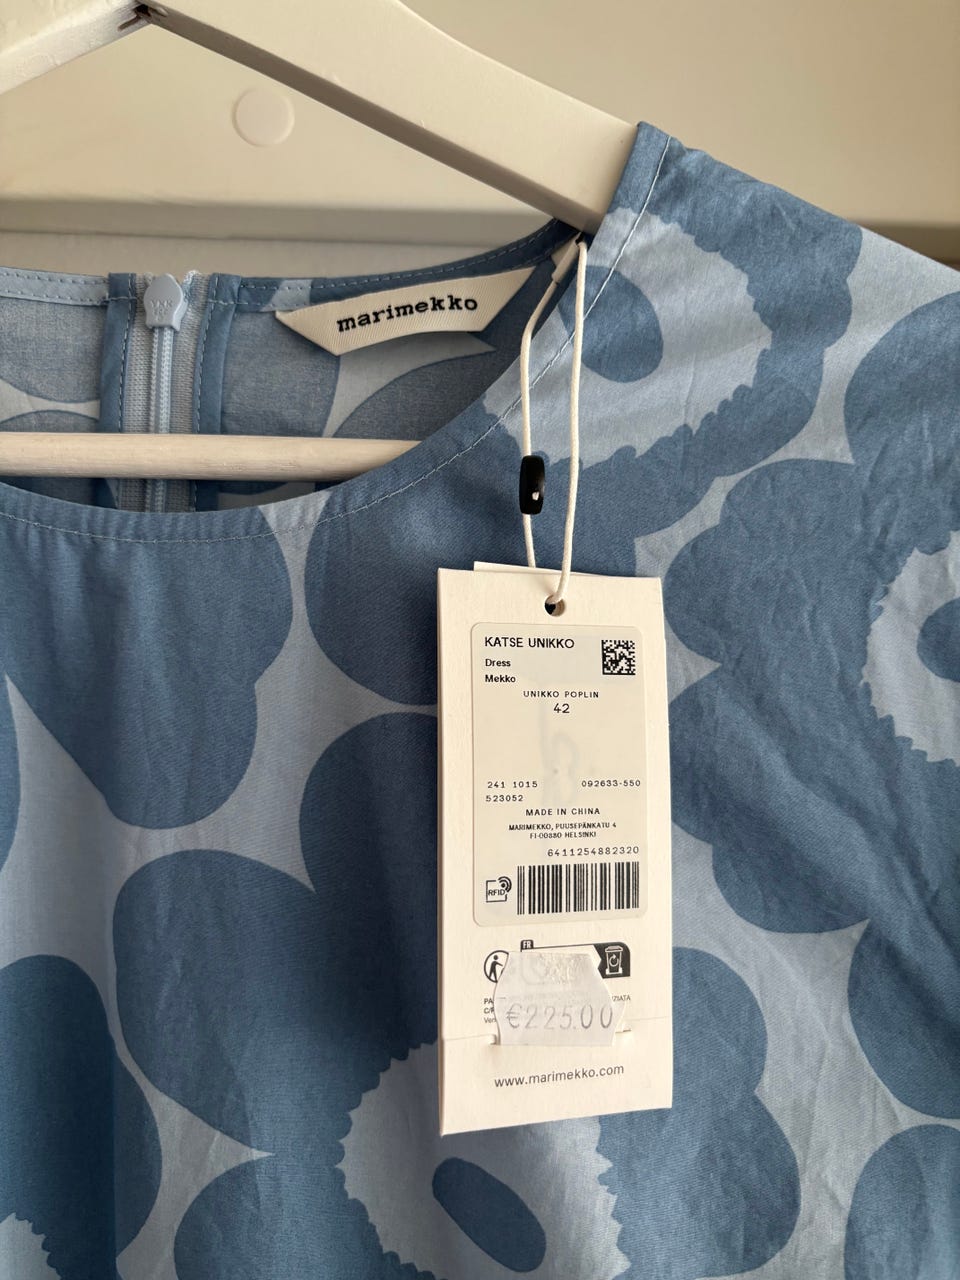 marimekko
KATSE UNIKKO
Dress
Mekko
UNIKKO POPLIN
42
241 1015 092633-550
523052
MADE IN CHINA
MARIMEKKO, PUUSEPÄNKATU 4
FI-00880 HELSINKI
6411254882320
RFID
FR
€225.00
www.marimekko.com